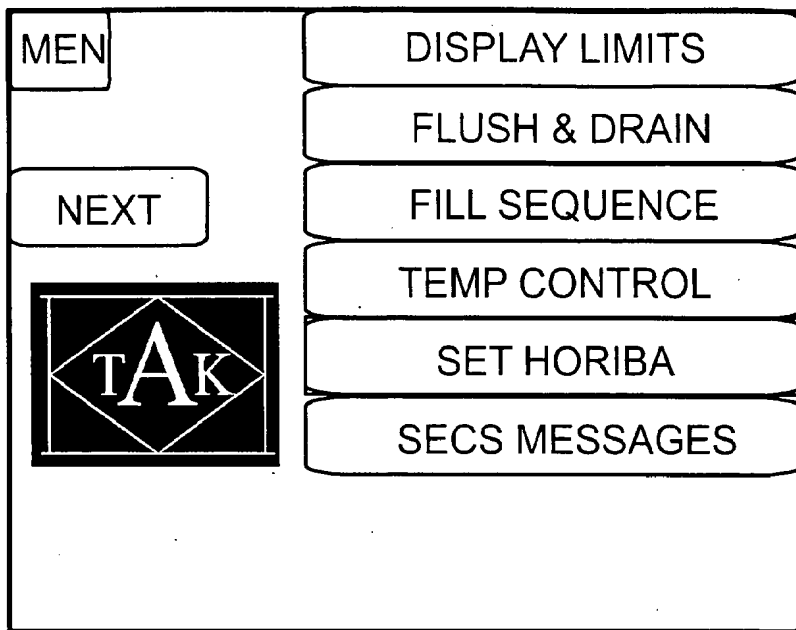 MEN
DISPLAY LIMITS
FLUSH & DRAIN
NEXT
FILL SEQUENCE
TEMP CONTROL
TAK
SET HORIBA
SECS MESSAGES